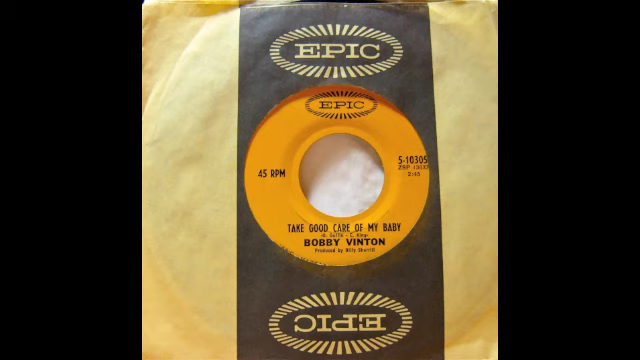 EPIC
EPIC
45 RPM
5-10305
2:45
TAKE GOOD CARE OF MY BABY
BOBBY VINTON
Produced by Billy Sherrill
EPIC